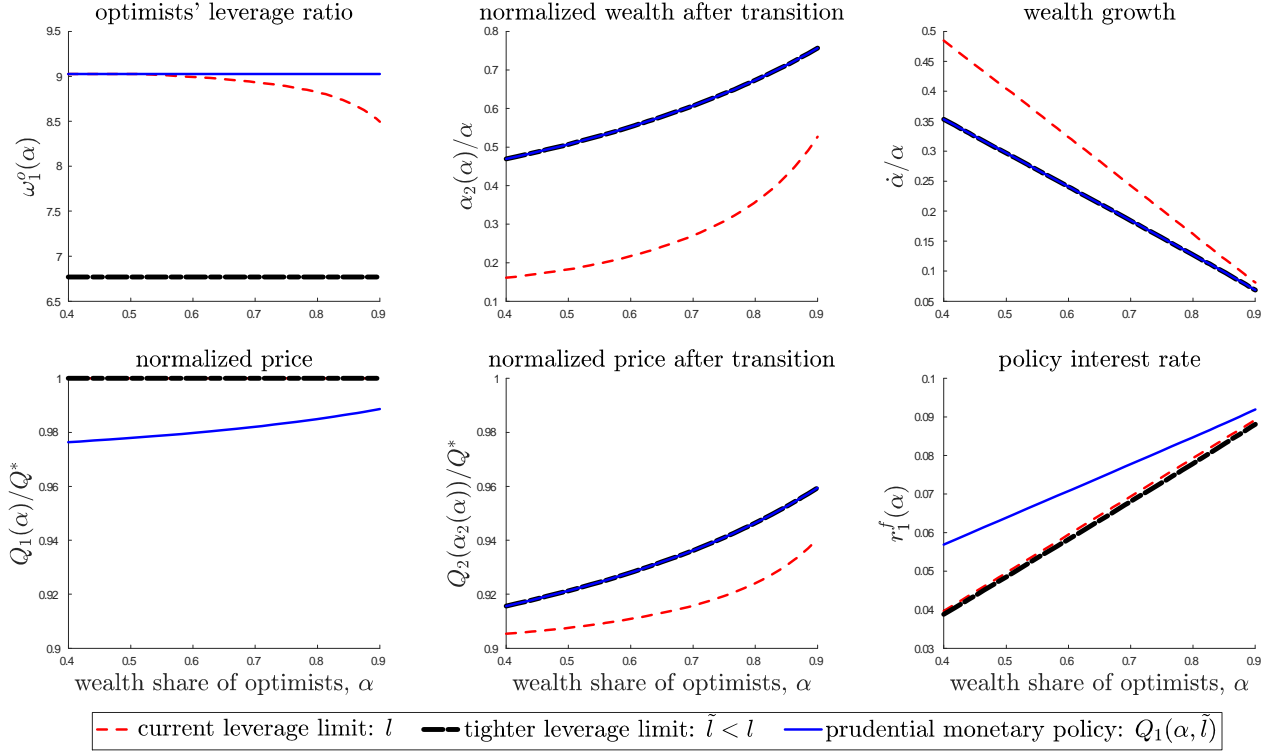 optimists' leverage ratio
9.5
9
8.5
8
7.5
7
6.5
0.4 0.5 0.6 0.7 0.8 0.9
ω₁ᵒ(α)
normalized wealth after transition
0.8
0.7
0.6
0.5
0.4
0.3
0.2
0.1
0.4 0.5 0.6 0.7 0.8 0.9
α₂(α)/α
wealth growth
0.5
0.45
0.4
0.35
0.3
0.25
0.2
0.15
0.1
0.05
0.4 0.5 0.6 0.7 0.8 0.9
α̇/α
normalized price
1
0.98
0.96
0.94
0.92
0.9
0.4 0.5 0.6 0.7 0.8 0.9
Q₁(α)/Q*
wealth share of optimists, α
normalized price after transition
1
0.98
0.96
0.94
0.92
0.9
0.4 0.5 0.6 0.7 0.8 0.9
Q₂(α₂(α))/Q*
wealth share of optimists, α
policy interest rate
0.1
0.09
0.08
0.07
0.06
0.05
0.04
0.03
0.4 0.5 0.6 0.7 0.8 0.9
r₁ᶠ(α)
wealth share of optimists, α
current leverage limit: l tighter leverage limit: l̃ < l prudential monetary policy: Q₁(α, l̃)